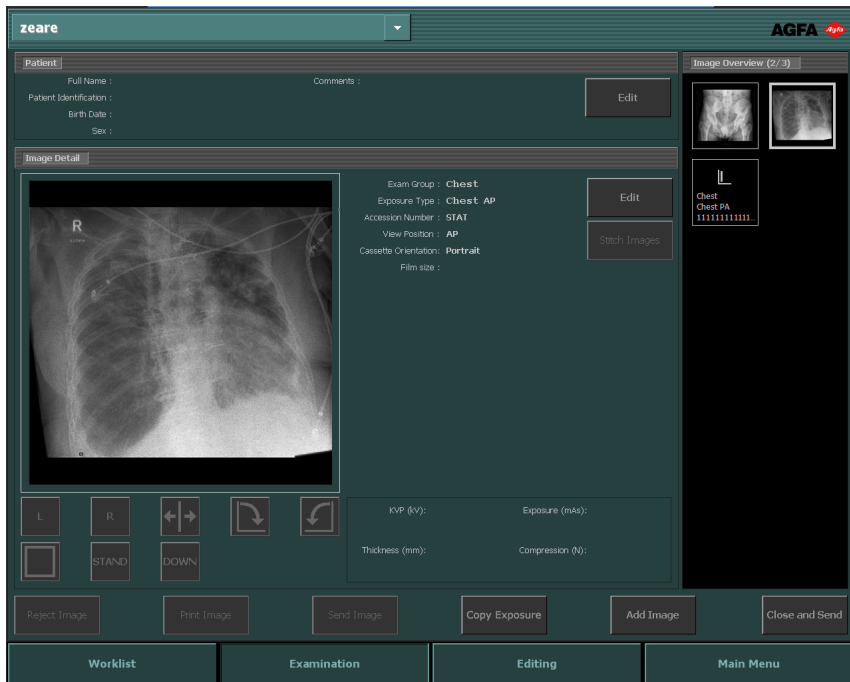 zeare
AGFA Agfa
Patient
Full Name :
Comments :
Patient Identification :
Birth Date :
Sex :
Edit
Image Overview (2/3)
Image Detail
R
Exam Group : Chest
Exposure Type : Chest AP
Accession Number : STAT
View Position : AP
Cassette Orientation: Portrait
Film size :
Edit
Stitch Images
L
Chest
Chest PA
111111111111...
L
R
KVP (kV):
Exposure (mAs):
STAND
DOWN
Thickness (mm):
Compression (N):
Reject Image
Print Image
Send Image
Copy Exposure
Add Image
Close and Send
Worklist
Examination
Editing
Main Menu